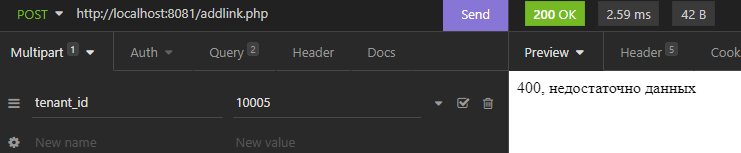 POST http://localhost:8081/addlink.php Send 200 OK 2.59 ms 42 B
Multipart 1 Auth Query 2 Header Docs Preview Header 5 Cook
tenant_id 10005 400, недостаточно данных
New name New value